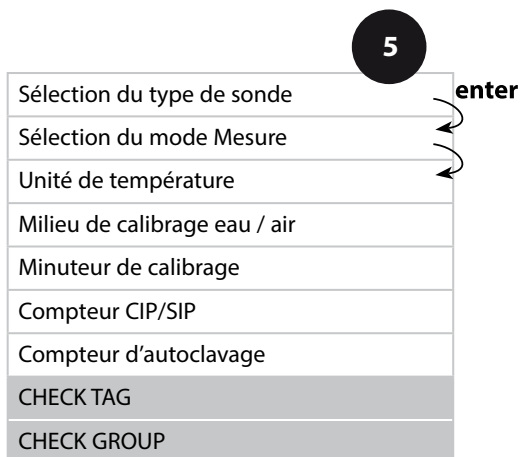 5
Sélection du type de sonde
enter
Sélection du mode Mesure
Unité de température
Milieu de calibrage eau / air
Minuteur de calibrage
Compteur CIP/SIP
Compteur d'autoclavage
CHECK TAG
CHECK GROUP